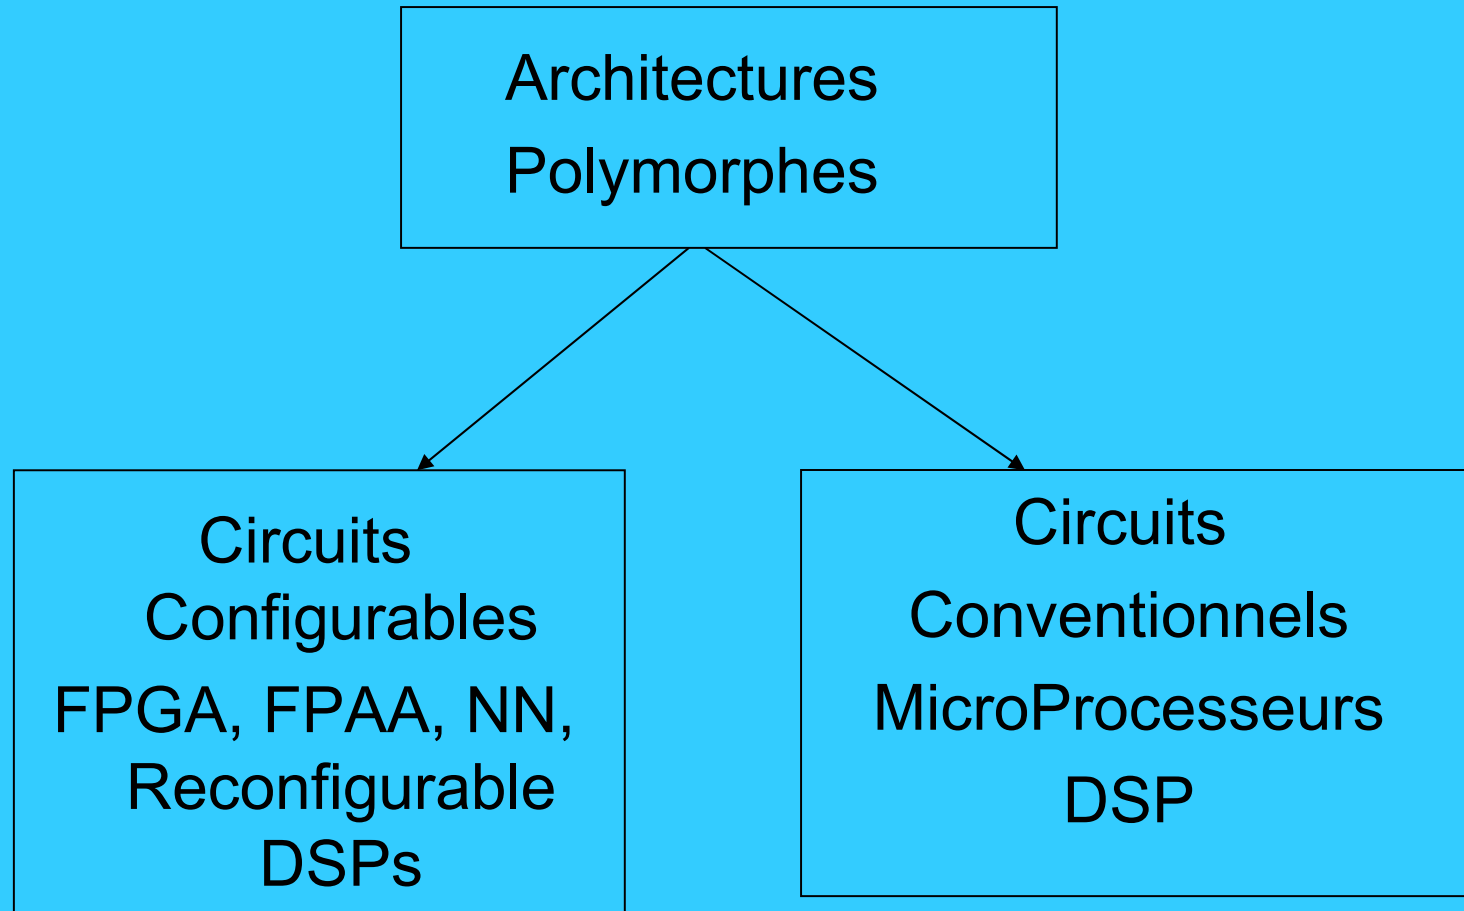 Architectures
Polymorphes
Circuits
Configurables
FPGA, FPAA, NN,
Reconfigurable
DSPs
Circuits
Conventionnels
MicroProcesseurs
DSP